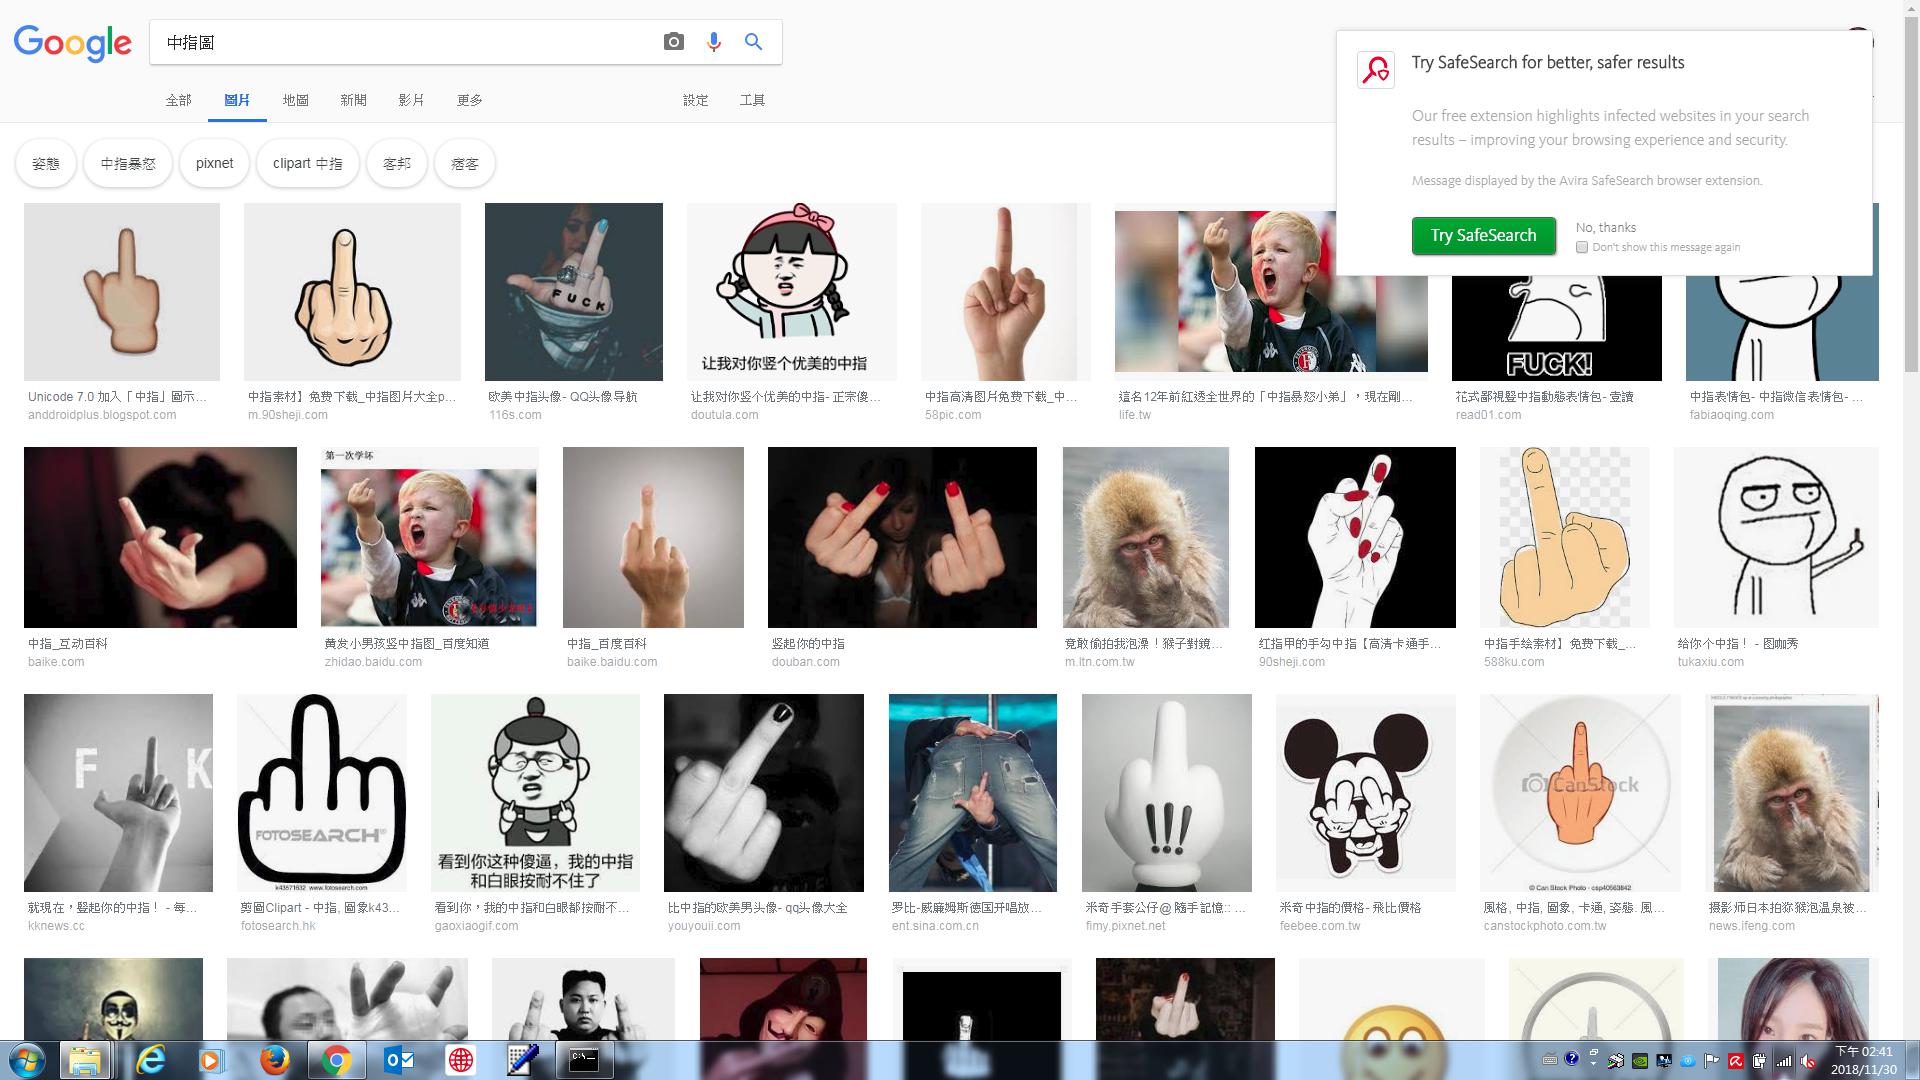 Google
中指圖
Try SafeSearch for better, safer results
Our free extension highlights infected websites in your search
results – improving your browsing experience and security.
Message displayed by the Avira SafeSearch browser extension.
Try SafeSearch
No, thanks
Don't show this message again
全部 圖片 地圖 新聞 影片 更多 設定 工具
姿態 中指暴怒 pixnet clipart 中指 客邦 痞客
FUCK
让我对你竖个优美的中指
FUCK!
Unicode 7.0 加入「中指」圖示...
anddroidplus.blogspot.com
中指素材】免费下载_中指图片大全p...
m.90sheji.com
欧美中指头像- QQ头像导航
116s.com
让我对你竖个优美的中指- 正宗傻...
doutula.com
中指高清图片免费下载_中...
58pic.com
這名12年前紅透全世界的「中指暴怒小弟」，現在剛...
life.tw
花式鄙視豎中指動態表情包- 壹讀
read01.com
中指表情包- 中指微信表情包- ...
fabiaoqing.com
第一次学坏
中指_互动百科
baike.com
黄发小男孩竖中指图_百度知道
zhidao.baidu.com
中指_百度百科
baike.baidu.com
竖起你的中指
douban.com
竟敢偷拍我泡澡！猴子對鏡...
m.ltn.com.tw
红指甲的手勾中指【高清卡通手...
90sheji.com
中指手绘素材】免费下载_...
588ku.com
给你个中指！ - 图咖秀
tukaxiu.com
F K
FOTOSEARCH®
k43571632 www.fotosearch.com
看到你这种傻逼，我的中指
和白眼按耐不住了
CanStock
© Can Stock Photo - csp40563842
就現在，豎起你的中指！ - 每...
kknews.cc
剪圖Clipart - 中指, 圖象k43...
fotosearch.hk
看到你，我的中指和白眼都按耐不...
gaoxiaogif.com
比中指的欧美男头像- qq头像大全
youyouii.com
罗比-威廉姆斯德国开唱放...
ent.sina.com.cn
米奇手套公仔@ 隨手記憶:: ...
fimy.pixnet.net
米奇中指的價格- 飛比價格
feebee.com.tw
風格, 中指, 圖象, 卡通, 姿態. 風...
canstockphoto.com.tw
摄影师日本拍猕猴泡温泉被...
news.ifeng.com
下午 02:41
2018/11/30